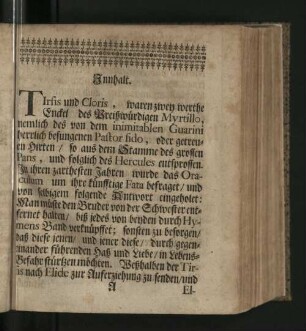 Innhalt.
TIrsis und Cloris, waren zwey werthe
Enckel des Preißwürdigen Myrtillo,
nemlich des von dem inimitablen Guarini
herrlich besungenen Pastor fido, oder getreu-
en Hirten/ so aus dem Stamme des grossen
Pans, und folglich des Hercules entsprossen.
In ihren zarthesten Jahren wurde das Ora-
culum um ihre künfftige Fata befraget/ und
von selbigem folgende Antwort eingeholet:
Man müste den Bruder von der Schwester ent-
fernet halten/ biß jedes von beyden durch Hy-
mens Band verknüpffet; sonsten zu besorgen/
daß diese jenen/ und jener diese/ durch gegen-
einander führenden Haß und Liebe/ in Lebens-
Gefahr stürtzen möchten. Weßhalben der Tir-
sis nach Elide zur Aufferziehung zu senden/ und
A El-